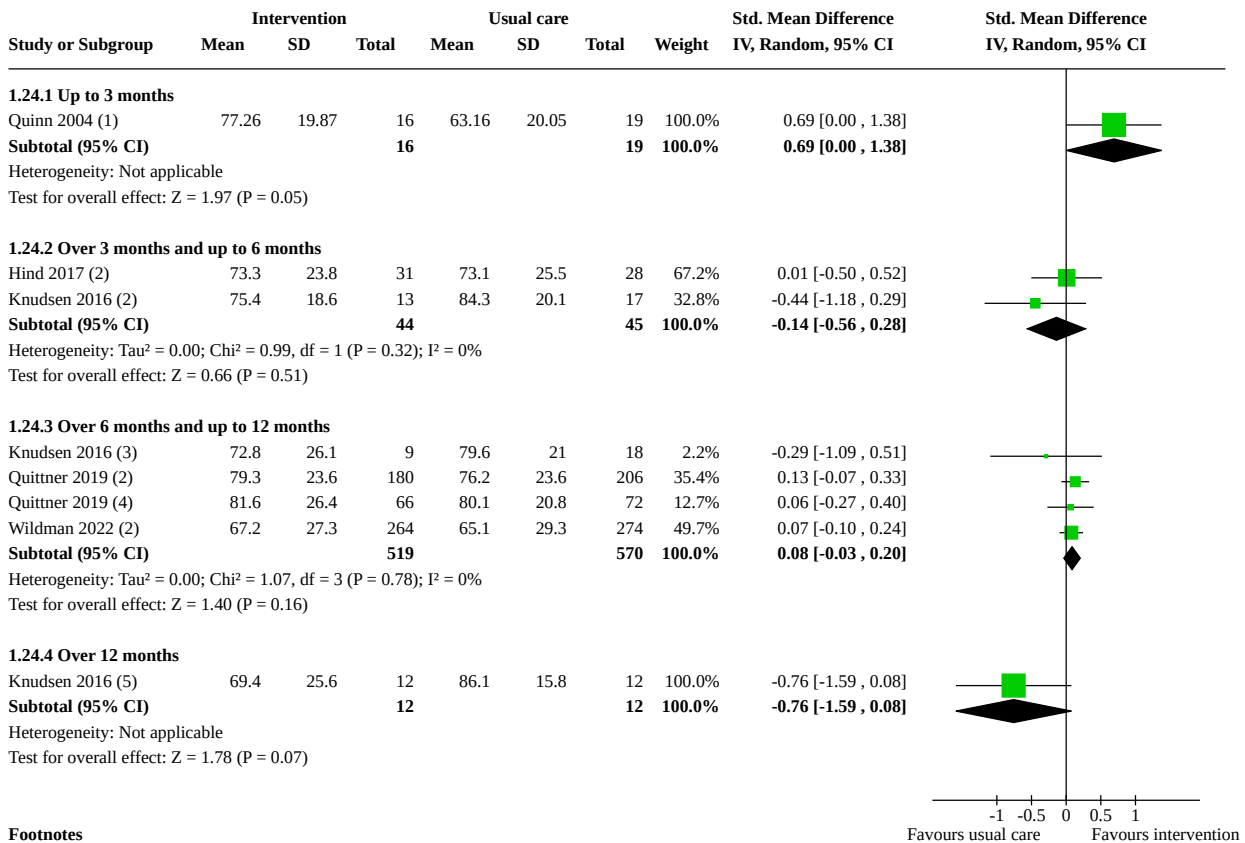 Intervention Usual care Std. Mean Difference Std. Mean Difference
Study or Subgroup Mean SD Total Mean SD Total Weight IV, Random, 95% CI IV, Random, 95% CI
1.24.1 Up to 3 months
Quinn 2004 (1) 77.26 19.87 16 63.16 20.05 19 100.0% 0.69 [0.00 , 1.38]
Subtotal (95% CI) 16 19 100.0% 0.69 [0.00 , 1.38]
Heterogeneity: Not applicable
Test for overall effect: Z = 1.97 (P = 0.05)
1.24.2 Over 3 months and up to 6 months
Hind 2017 (2) 73.3 23.8 31 73.1 25.5 28 67.2% 0.01 [-0.50 , 0.52]
Knudsen 2016 (2) 75.4 18.6 13 84.3 20.1 17 32.8% -0.44 [-1.18 , 0.29]
Subtotal (95% CI) 44 45 100.0% -0.14 [-0.56 , 0.28]
Heterogeneity: Tau² = 0.00; Chi² = 0.99, df = 1 (P = 0.32); I² = 0%
Test for overall effect: Z = 0.66 (P = 0.51)
1.24.3 Over 6 months and up to 12 months
Knudsen 2016 (3) 72.8 26.1 9 79.6 21 18 2.2% -0.29 [-1.09 , 0.51]
Quittner 2019 (2) 79.3 23.6 180 76.2 23.6 206 35.4% 0.13 [-0.07 , 0.33]
Quittner 2019 (4) 81.6 26.4 66 80.1 20.8 72 12.7% 0.06 [-0.27 , 0.40]
Wildman 2022 (2) 67.2 27.3 264 65.1 29.3 274 49.7% 0.07 [-0.10 , 0.24]
Subtotal (95% CI) 519 570 100.0% 0.08 [-0.03 , 0.20]
Heterogeneity: Tau² = 0.00; Chi² = 1.07, df = 3 (P = 0.78); I² = 0%
Test for overall effect: Z = 1.40 (P = 0.16)
1.24.4 Over 12 months
Knudsen 2016 (5) 69.4 25.6 12 86.1 15.8 12 100.0% -0.76 [-1.59 , 0.08]
Subtotal (95% CI) 12 12 100.0% -0.76 [-1.59 , 0.08]
Heterogeneity: Not applicable
Test for overall effect: Z = 1.78 (P = 0.07)
-1 -0.5 0 0.5 1
Footnotes Favours usual care Favours intervention